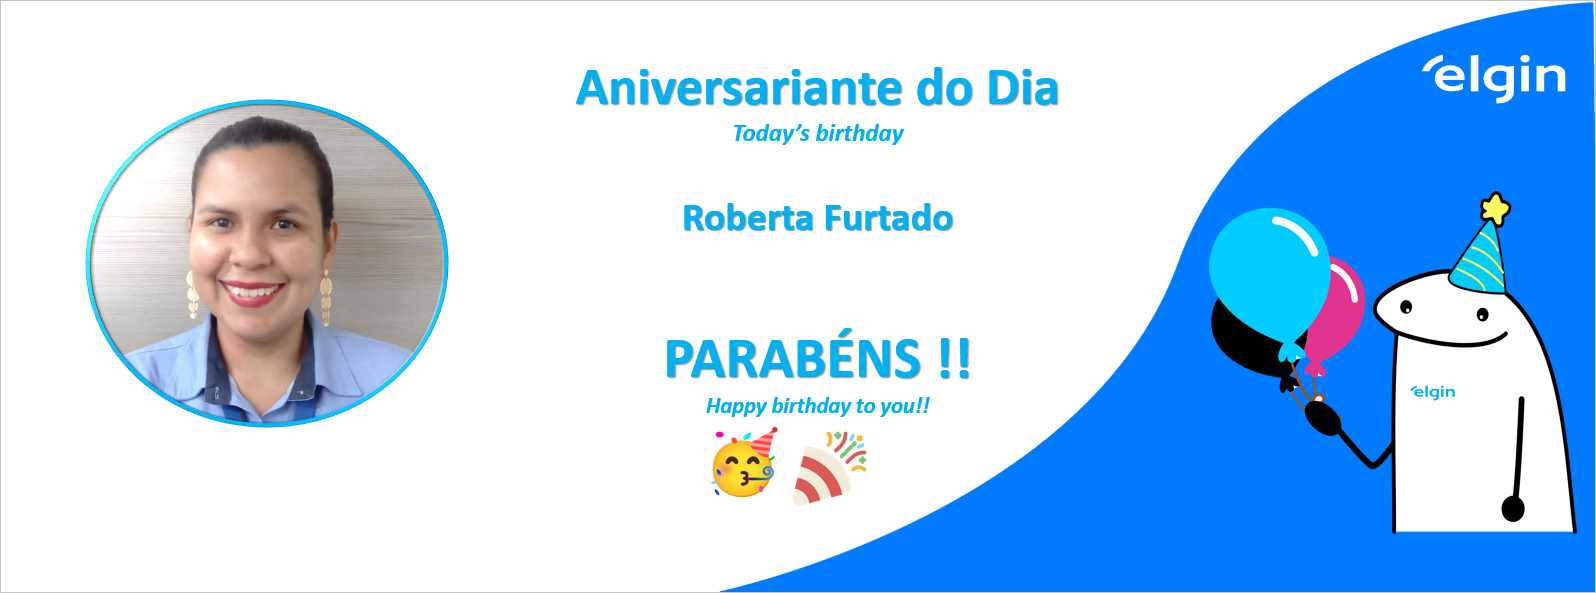 elgin
Aniversariante do Dia
Today's birthday
Roberta Furtado
PARABÉNS !!
Happy birthday to you!!
elgin